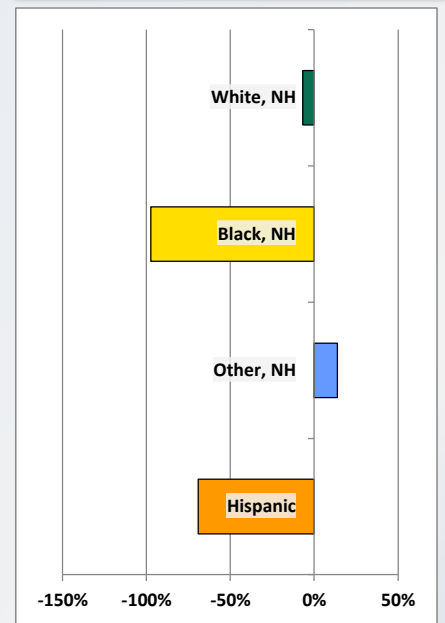 White, NH
Black, NH
Other, NH
Hispanic
-150% -100% -50% 0% 50%